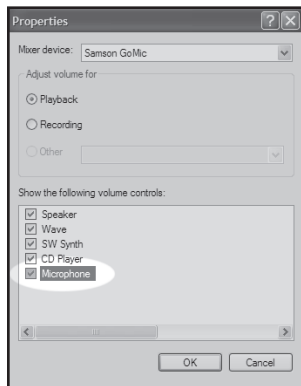 Properties
Mixer device: Samson GoMic
Adjust volume for
Playback
Recording
Other
Show the following volume controls:
Speaker
Wave
SW Synth
CD Player
Microphone
OK Cancel